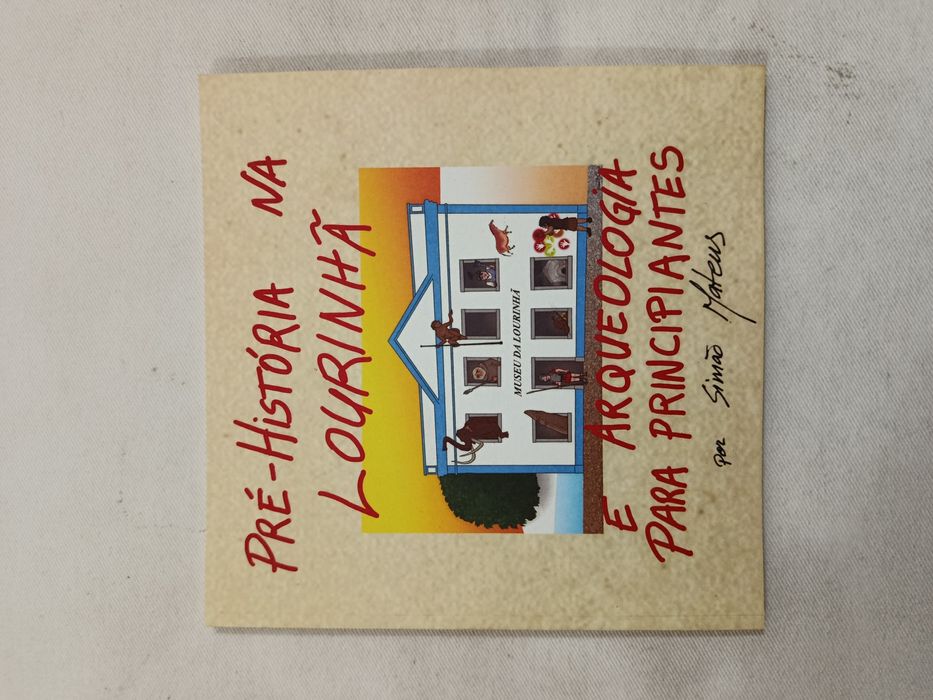 PRÉ-HISTÓRIA NA
LOURINHÃ
MUSEU DA LOURINHÃ
E ARQUEOLOGIA
PARA PRINCIPIANTES
POR Simão Mateus